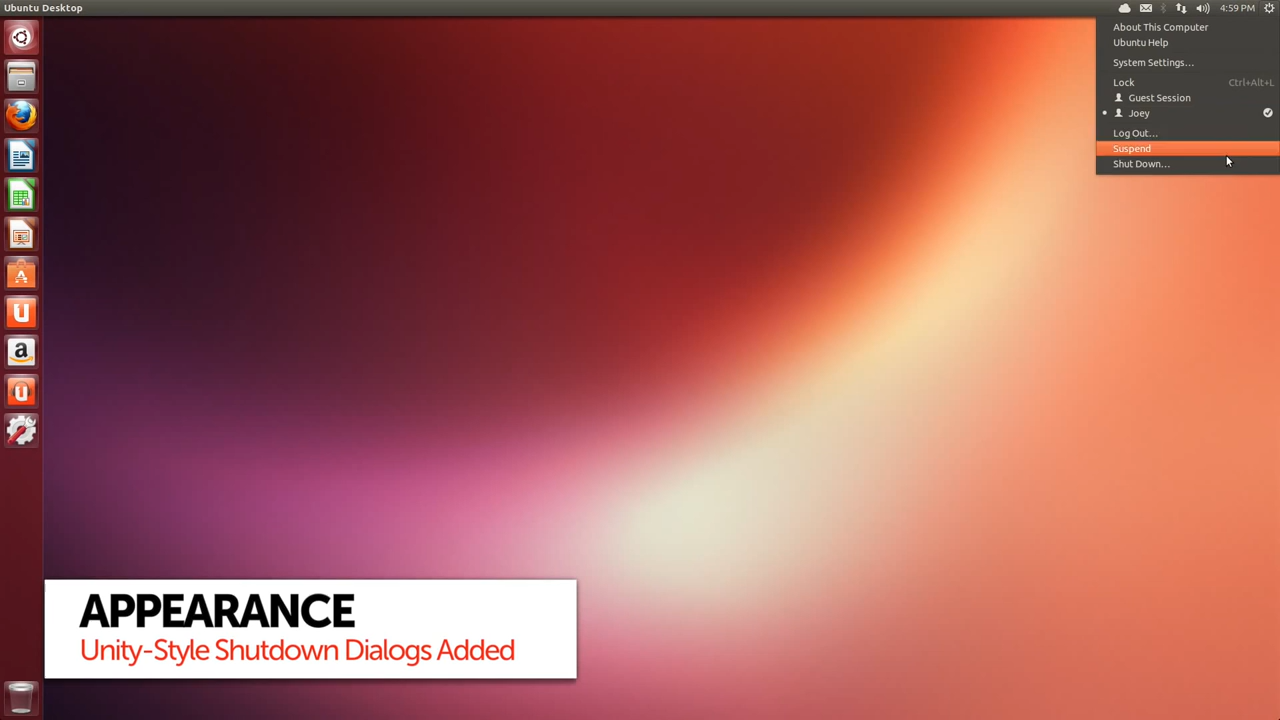 Ubuntu Desktop
4:59 PM
About This Computer
Ubuntu Help
System Settings...
Lock Ctrl+Alt+L
Guest Session
Joey
Log Out...
Suspend
Shut Down...
a
APPEARANCE
Unity-Style Shutdown Dialogs Added